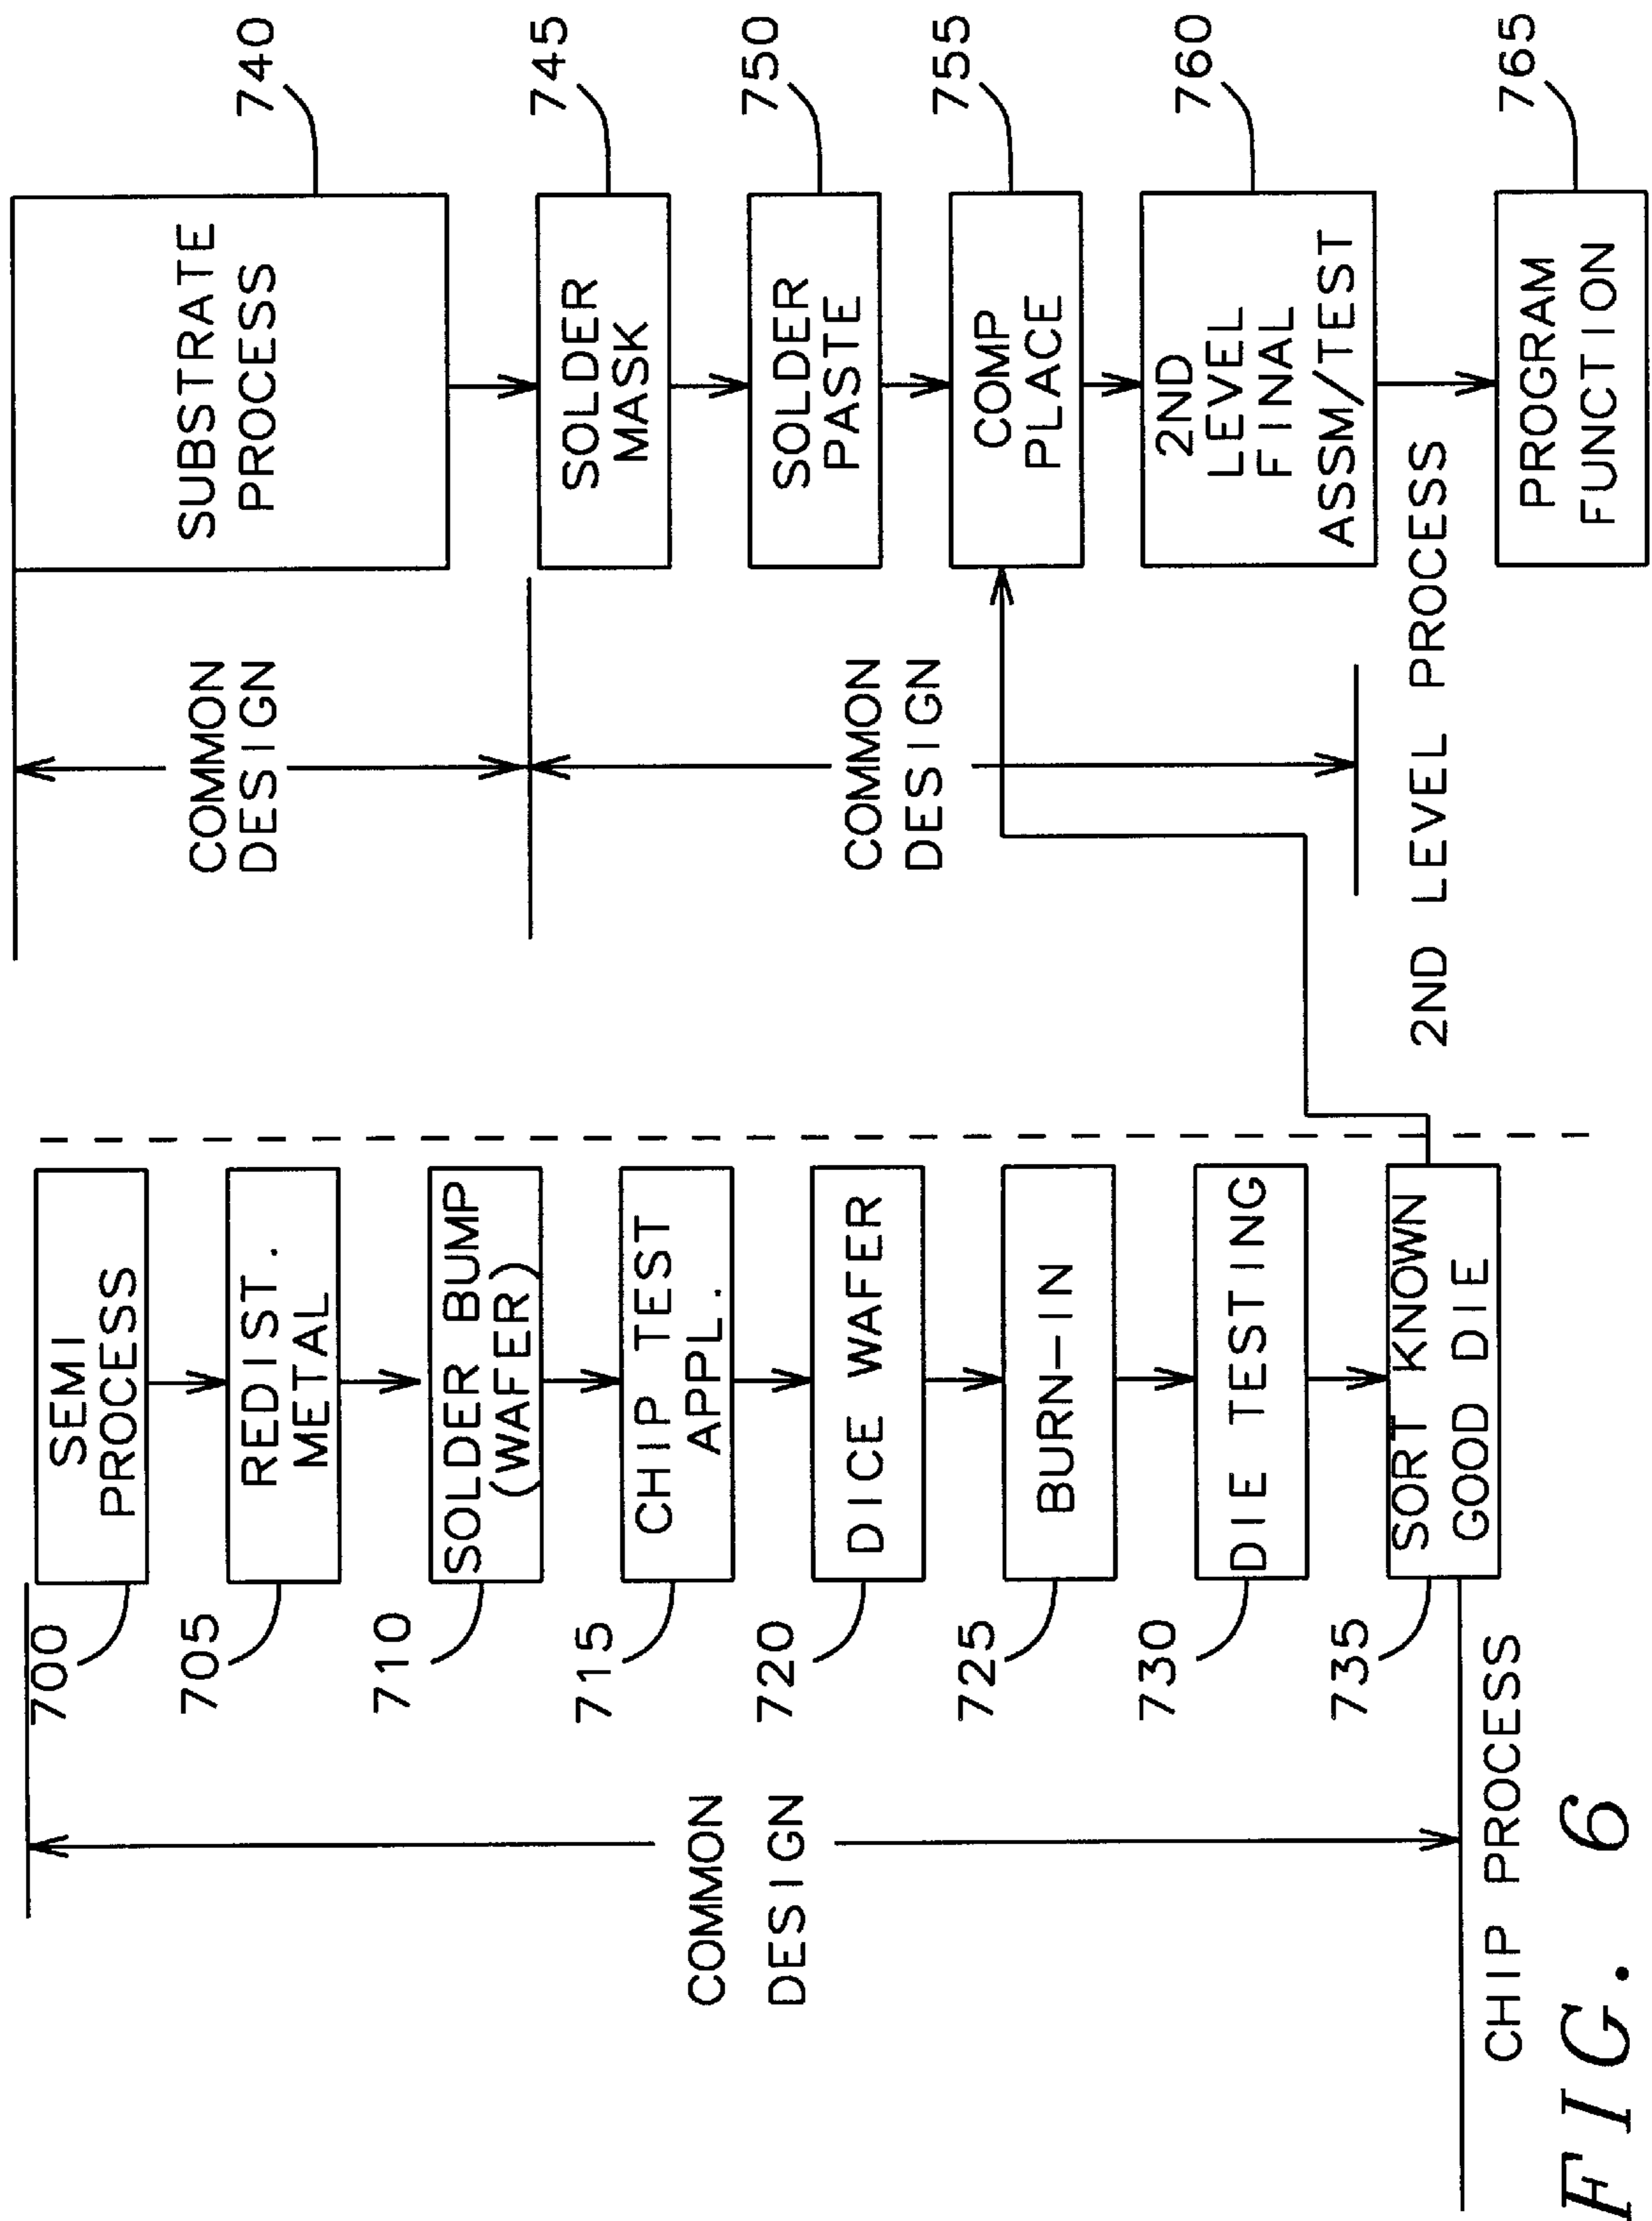 COMMON
DESIGN
700
SEMI
PROCESS
705
REDIST.
METAL
710
SOLDER BUMP
(WAFER)
715
CHIP TEST
APPL.
720
DICE WAFER
725
BURN-IN
730
DIE TESTING
735
SORT KNOWN
GOOD DIE
CHIP PROCESS
COMMON
DESIGN
COMMON
DESIGN
SUBSTRATE
PROCESS
740
SOLDER
MASK
745
SOLDER
PASTE
750
COMP
PLACE
755
2ND
LEVEL
FINAL
ASSM/TEST
760
2ND LEVEL PROCESS
PROGRAM
FUNCTION
765
FIG. 6